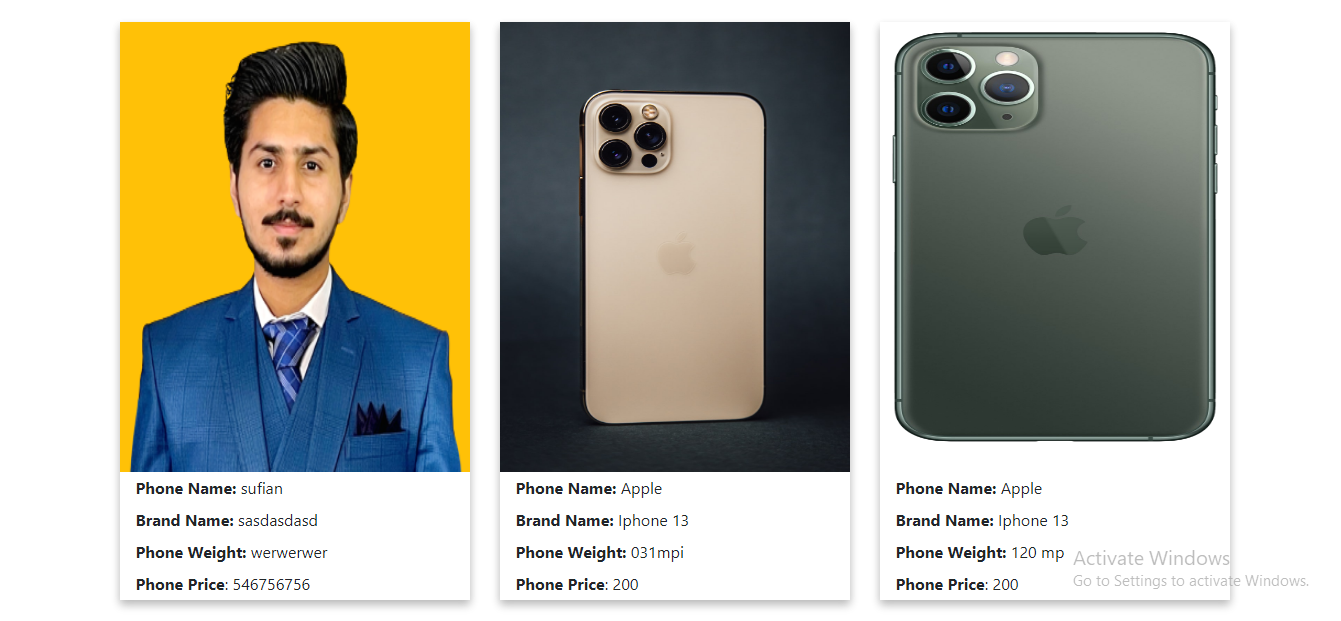 Phone Name: sufian
Brand Name: sasdasdasd
Phone Weight: werwerwer
Phone Price: 546756756
Phone Name: Apple
Brand Name: Iphone 13
Phone Weight: 031mpi
Phone Price: 200
Phone Name: Apple
Brand Name: Iphone 13
Phone Weight: 120 mp
Phone Price: 200
Activate Windows
Go to Settings to activate Windows.